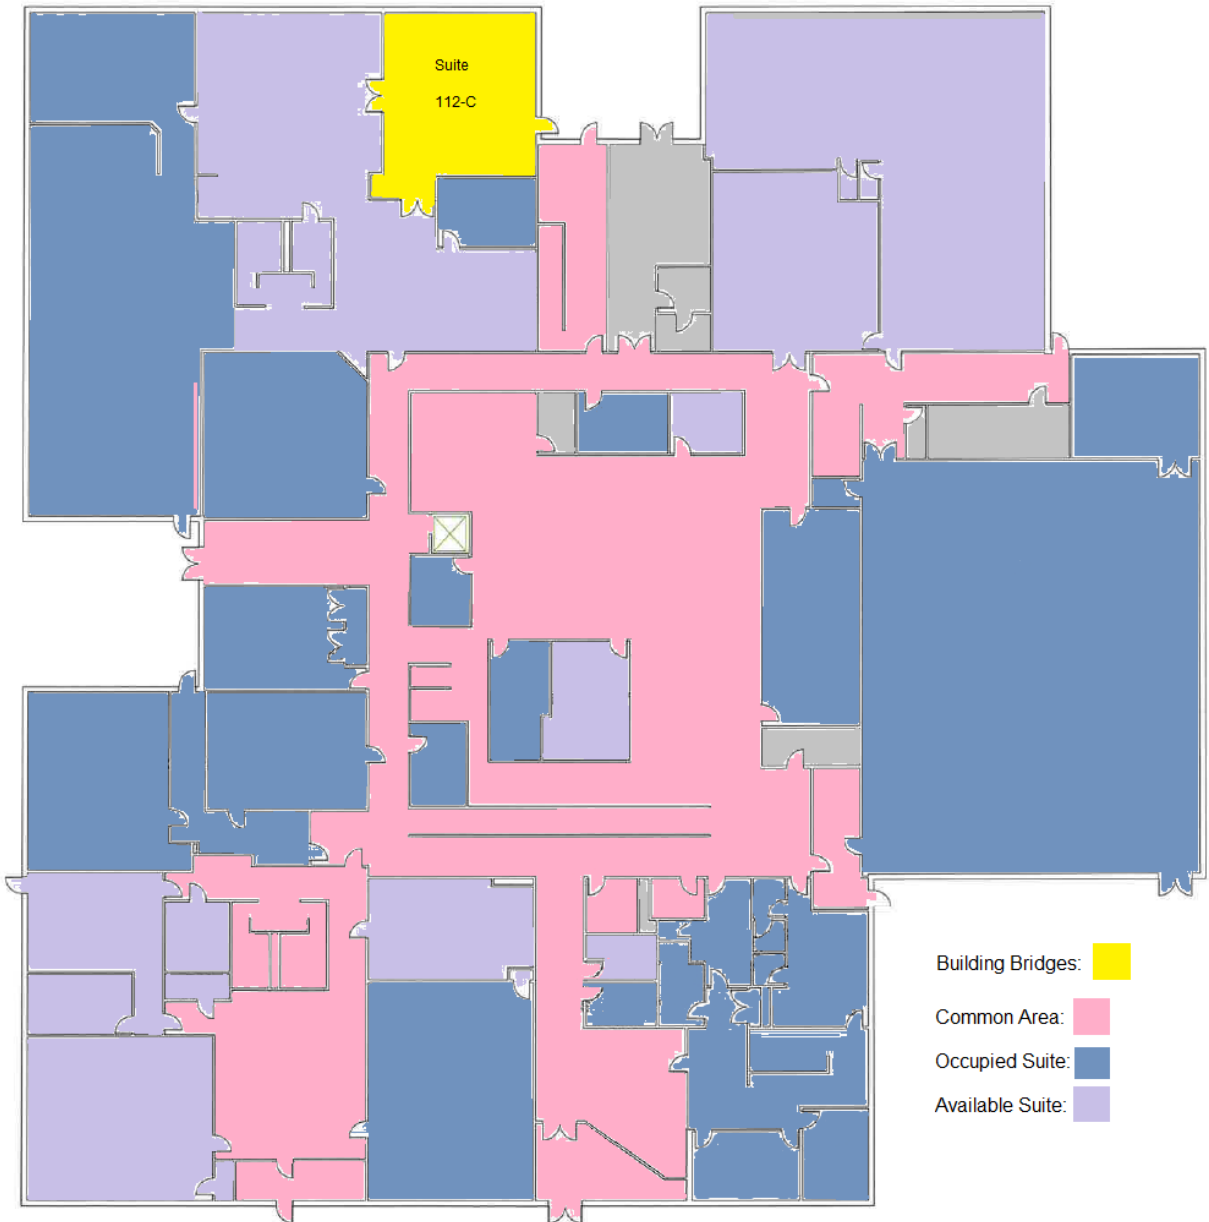 Suite
112-C
Building Bridges:
Common Area:
Occupied Suite:
Available Suite: